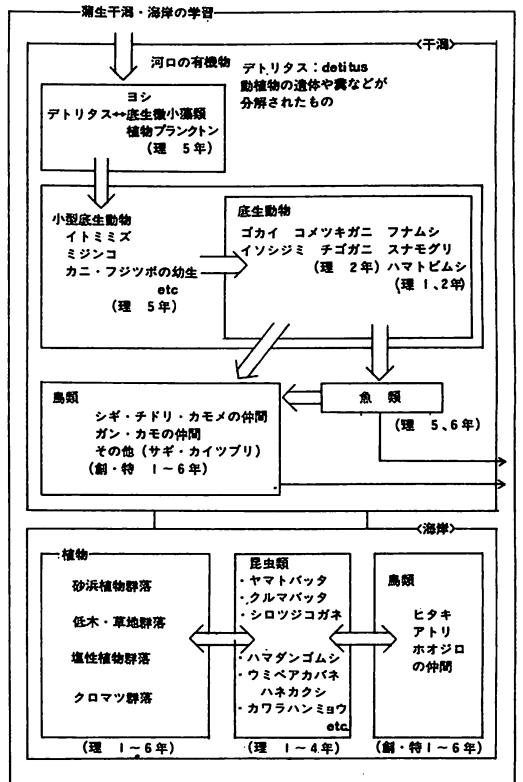 蒲生干潟・海岸の学習
〈干潟〉
河口の有機物
デトリタス:detitus
動植物の遺体や糞などが
分解されたもの
ヨシ
デトリタス↔底生微小藻類
植物プランクトン
(理 5年)
小型底生動物
イトミミズ
ミジンコ
カニ・フジツボの幼生
etc
(理 5年)
底生動物
ゴカイ コメツキガニ フナムシ
イソシジミ チゴガニ スナモグリ
(理 2年) ハマトビムシ
(理1、2年)
鳥類
シギ・チドリ・カモメの仲間
ガン・カモの仲間
その他(サギ・カイツブリ)
(創・特 1~6年)
魚類
(理 5、6年)
〈海岸〉
植物
砂浜植物群落
低木・草地群落
塩性植物群落
クロマツ群落
(理 1~6年)
昆虫類
・ヤマトバッタ
・クルマバッタ
・シロツジコガネ
・ハマダンゴムシ
・ウミベアカバネ
ハネカクシ
・カワラハンミョウ
etc
(理 1~4年)
鳥類
ヒタキ
アトリ
ホオジロ
の仲間
(創・特1~6年)